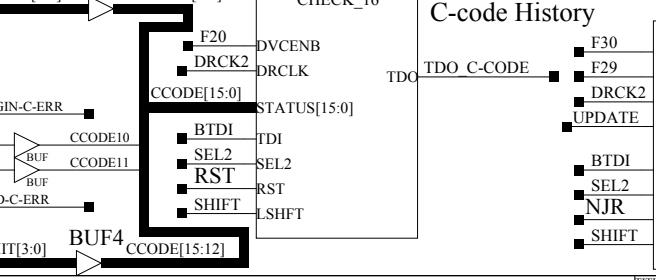 CHECK_16
C-code History
F20
DVCENB
DRCK2
DRCLK
TDO
TDO_C-CODE
CCODE[15:0]
STATUS[15:0]
BTDI
TDI
SEL2
SEL2
RST
RST
SHIFT
LSHFT
GIN-C-ERR
CCODE10
BUF
CCODE11
BUF
-C-ERR
BUF4
IT[3:0]
CCODE[15:12]
F30
F29
DRCK2
UPDATE
BTDI
SEL2
NJR
SHIFT